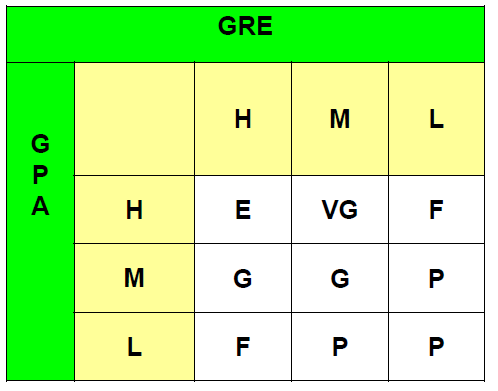 GRE
G
P
A
H M L
H E VG F
M G G P
L F P P